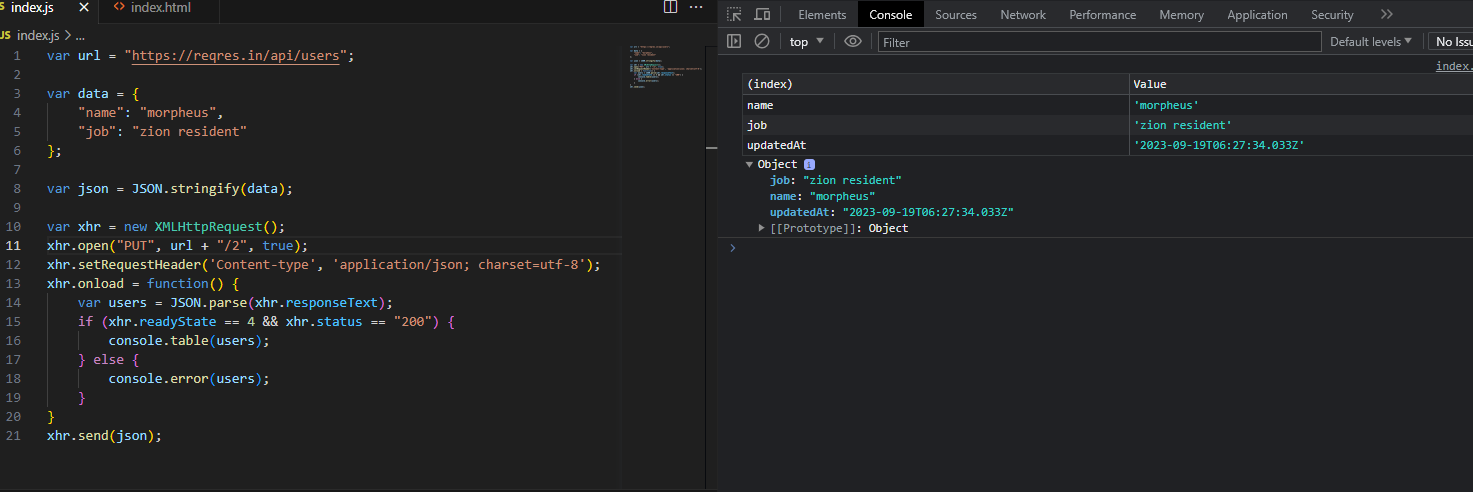 index.js
index.html
index.js > ...
1 var url = "https://reqres.in/api/users";
2
3 var data = {
4 "name": "morpheus",
5 "job": "zion resident"
6 };
7
8 var json = JSON.stringify(data);
9
10 var xhr = new XMLHttpRequest();
11 xhr.open("PUT", url + "/2", true);
12 xhr.setRequestHeader('Content-type', 'application/json; charset=utf-8');
13 xhr.onload = function() {
14 var users = JSON.parse(xhr.responseText);
15 if (xhr.readyState == 4 && xhr.status == "200") {
16 console.table(users);
17 } else {
18 console.error(users);
19 }
20 }
21 xhr.send(json);
Elements Console Sources Network Performance Memory Application Security
top Filter Default levels No Issu
index.
(index) Value
name 'morpheus'
job 'zion resident'
updatedAt '2023-09-19T06:27:34.033Z'
Object i
job: "zion resident"
name: "morpheus"
updatedAt: "2023-09-19T06:27:34.033Z"
[[Prototype]]: Object